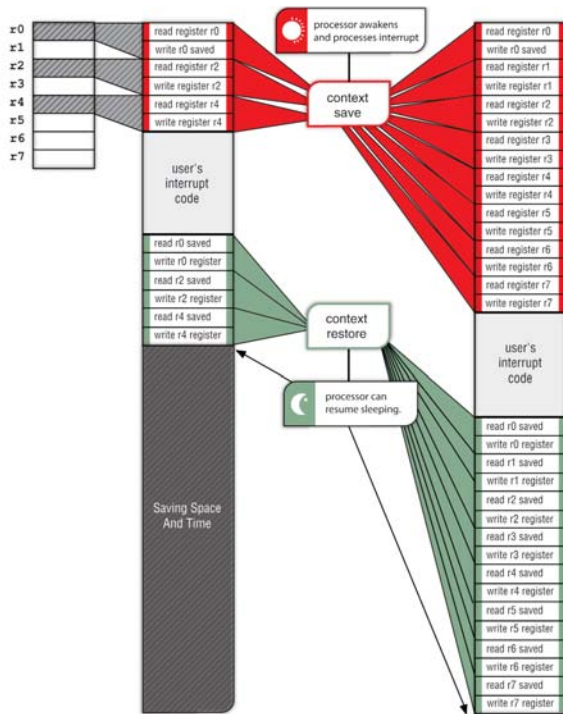 r0
r1
r2
r3
r4
r5
r6
r7
read register r0
write r0 saved
read register r2
write register r2
read register r4
write register r4
user's
interrupt
code
read r0 saved
write r0 register
read r2 saved
write r2 register
read r4 saved
write r4 register
Saving Space
And Time
processor awakens
and processes interrupt
context
save
context
restore
processor can
resume sleeping.
read register r0
write r0 saved
read register r1
write register r1
read register r2
write register r2
read register r3
write register r3
read register r4
write register r4
read register r5
write register r5
read register r6
write register r6
read register r7
write register r7
user's
interrupt
code
read r0 saved
write r0 register
read r1 saved
write r1 register
read r2 saved
write r2 register
read r3 saved
write r3 register
read r4 saved
write r4 register
read r5 saved
write r5 register
read r6 saved
write r6 register
read r7 saved
write r7 register